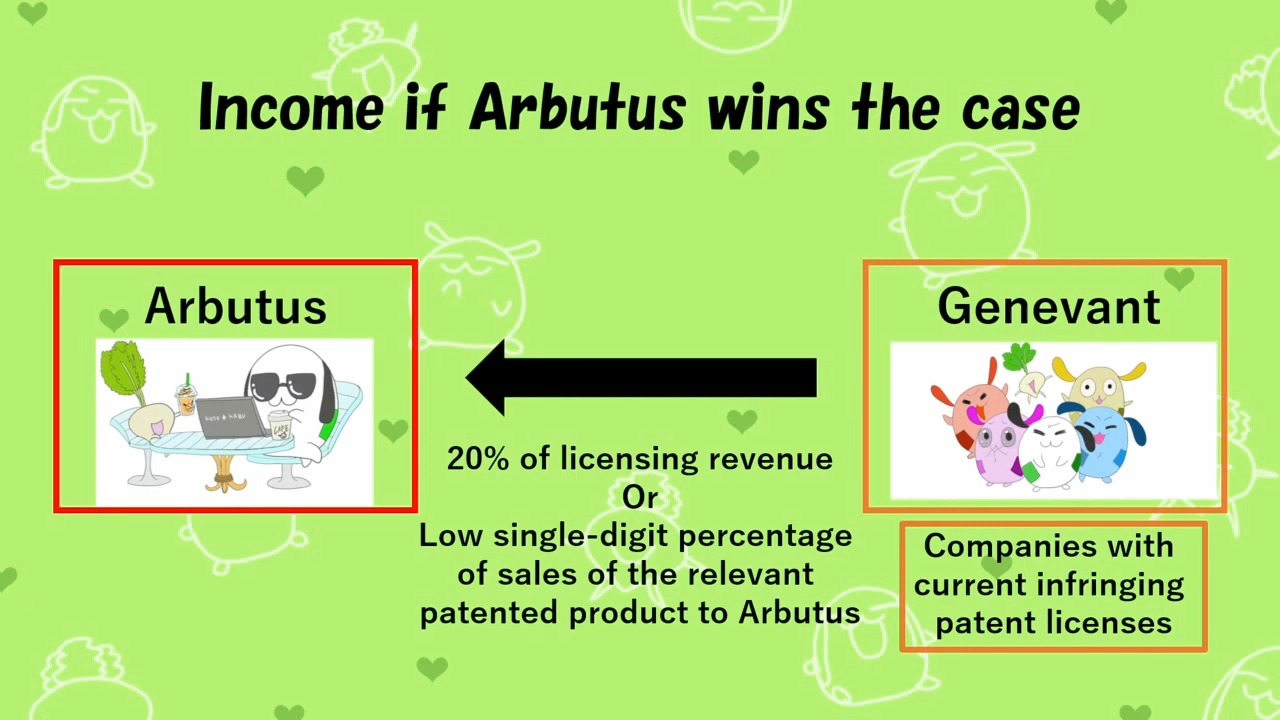 Income if Arbutus wins the case
Arbutus
Genevant
20% of licensing revenue
Or
Low single-digit percentage
of sales of the relevant
patented product to Arbutus
Companies with
current infringing
patent licenses
CAFE